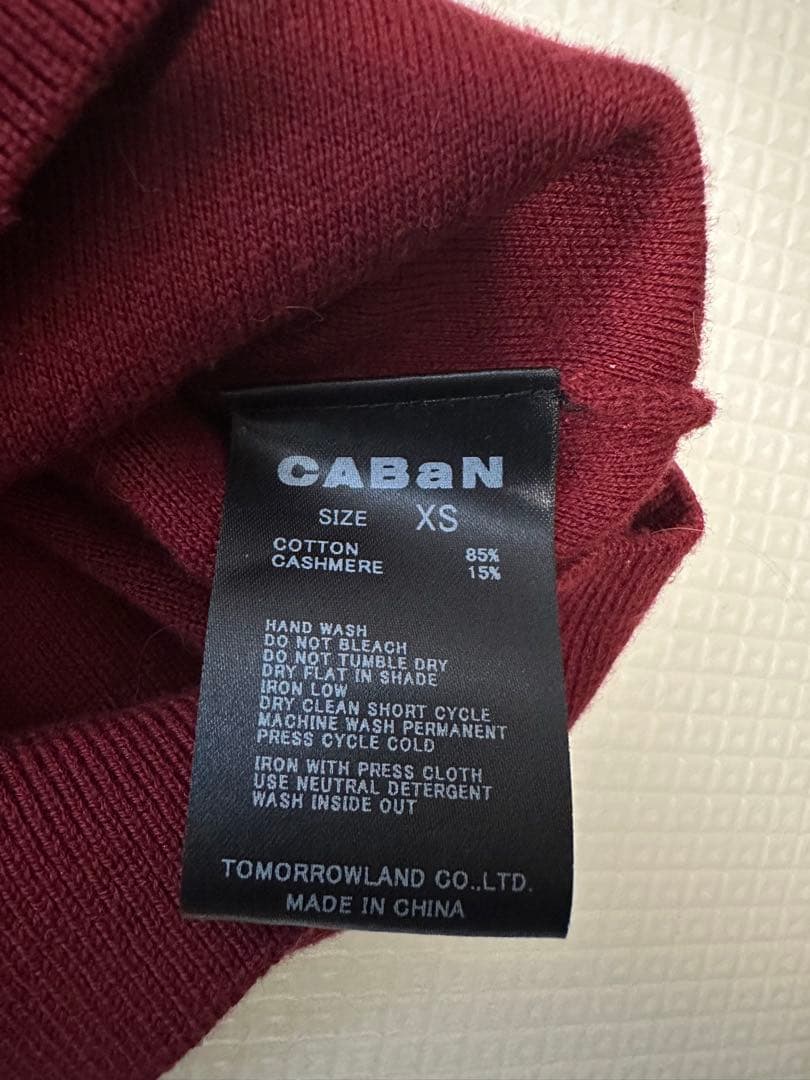 CABaN
SIZE XS
COTTON 85%
CASHMERE 15%
HAND WASH
DO NOT BLEACH
DO NOT TUMBLE DRY
DRY FLAT IN SHADE
IRON LOW
DRY CLEAN SHORT CYCLE
MACHINE WASH PERMANENT
PRESS CYCLE COLD
IRON WITH PRESS CLOTH
USE NEUTRAL DETERGENT
WASH INSIDE OUT
TOMORROWLAND CO.,LTD.
MADE IN CHINA